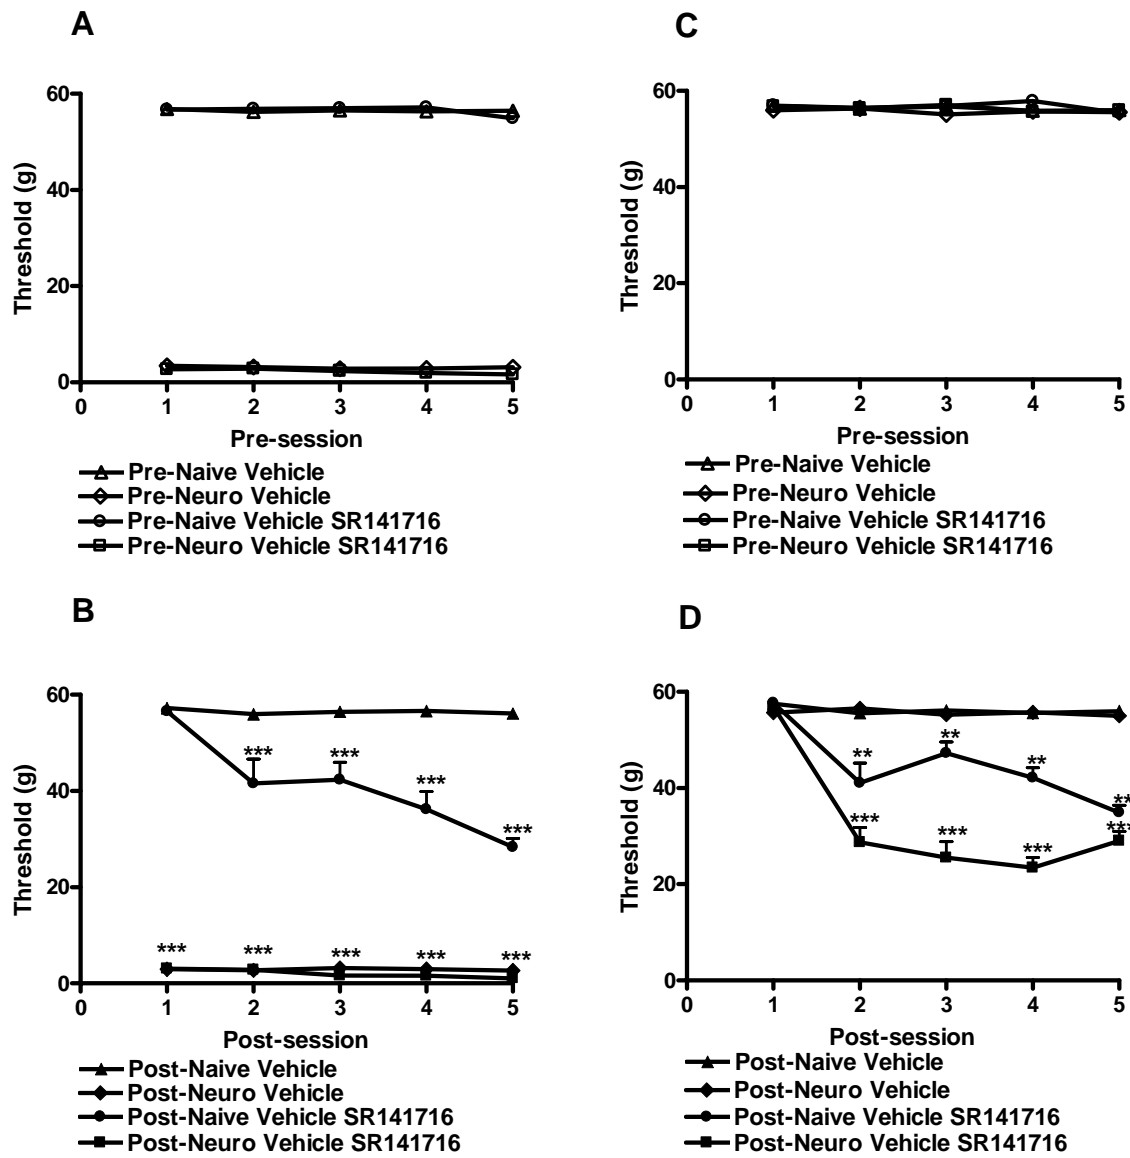 A
60
40
20
0
Threshold (g)
0 1 2 3 4 5
Pre-session
Pre-Naive Vehicle
Pre-Neuro Vehicle
Pre-Naive Vehicle SR141716
Pre-Neuro Vehicle SR141716
C
60
40
20
0
Threshold (g)
0 1 2 3 4 5
Pre-session
Pre-Naive Vehicle
Pre-Neuro Vehicle
Pre-Naive Vehicle SR141716
Pre-Neuro Vehicle SR141716
B
60
40
20
0
Threshold (g)
*** *** *** ***
*** *** *** *** ***
0 1 2 3 4 5
Post-session
Post-Naive Vehicle
Post-Neuro Vehicle
Post-Naive Vehicle SR141716
Post-Neuro Vehicle SR141716
D
60
40
20
0
Threshold (g)
** ** ** **
*** *** *** ***
0 1 2 3 4 5
Post-session
Post-Naive Vehicle
Post-Neuro Vehicle
Post-Naive Vehicle SR141716
Post-Neuro Vehicle SR141716